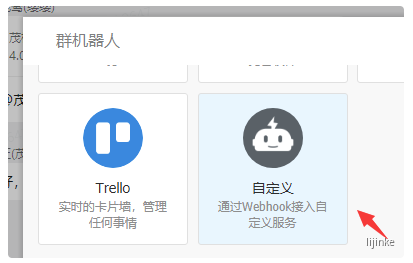 群机器人
Trello
实时的卡片墙，管理
任何事情
自定义
通过Webhook接入自
定义服务
lijinke